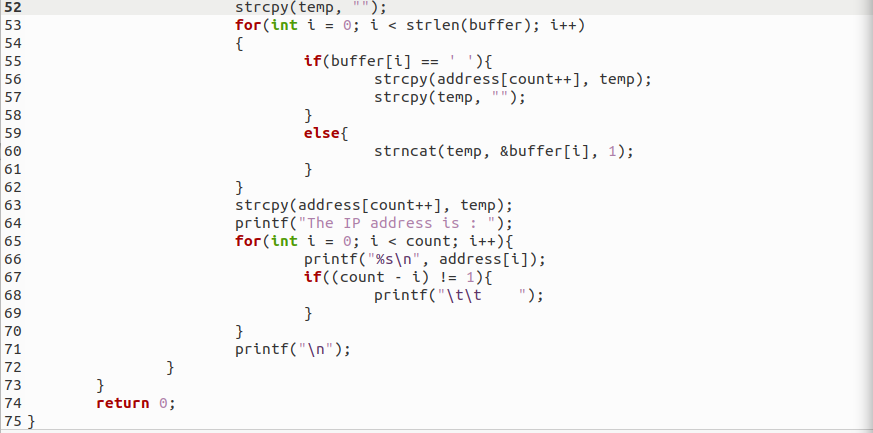 52 strcpy(temp, "");
53 for(int i = 0; i < strlen(buffer); i++)
54 {
55 if(buffer[i] == ' '){
56 strcpy(address[count++], temp);
57 strcpy(temp, "");
58 }
59 else{
60 strncat(temp, &buffer[i], 1);
61 }
62 }
63 strcpy(address[count++], temp);
64 printf("The IP address is : ");
65 for(int i = 0; i < count; i++){
66 printf("%s\n", address[i]);
67 if((count - i) != 1){
68 printf("\t\t    ");
69 }
70 }
71 printf("\n");
72 }
73 }
74 return 0;
75 }